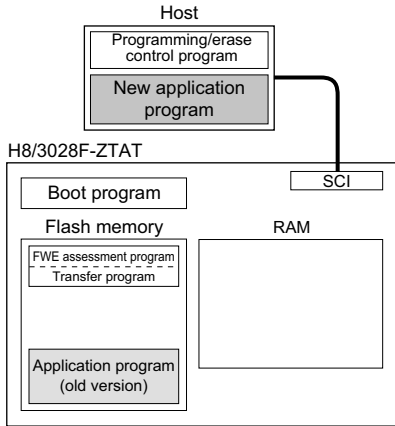 Host
Programming/erase
control program
New application
program
H8/3028F-ZTAT
SCI
Boot program
Flash memory
RAM
FWE assessment program
Transfer program
Application program
(old version)